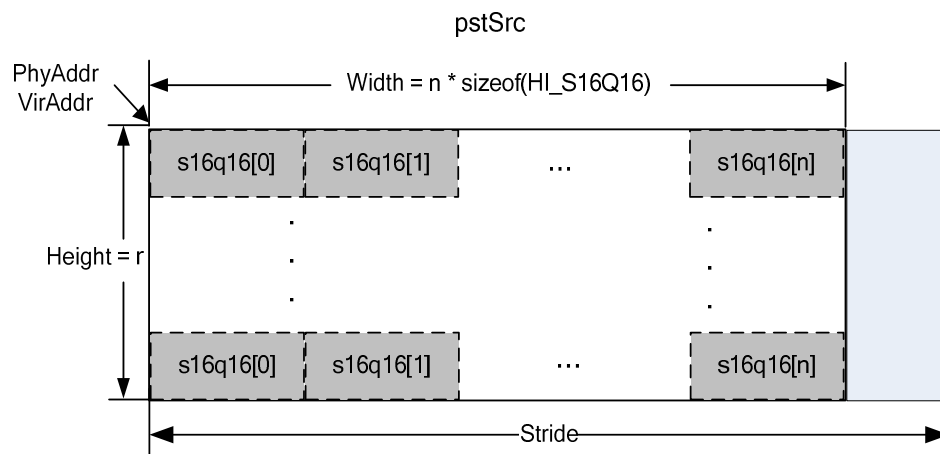 pstSrc
PhyAddr
VirAddr
Width = n * sizeof(HI_S16Q16)
s16q16[0] s16q16[1] ... s16q16[n]
Height = r
s16q16[0] s16q16[1] ... s16q16[n]
Stride